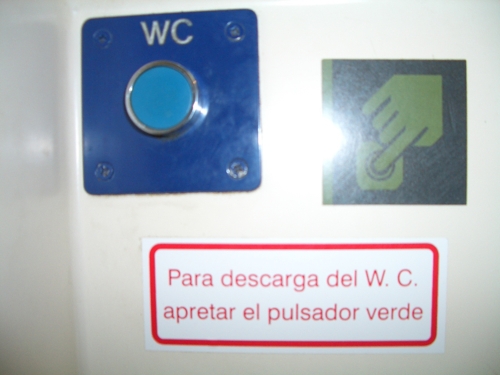 WC
Para descarga del W. C.
apretar el pulsador verde